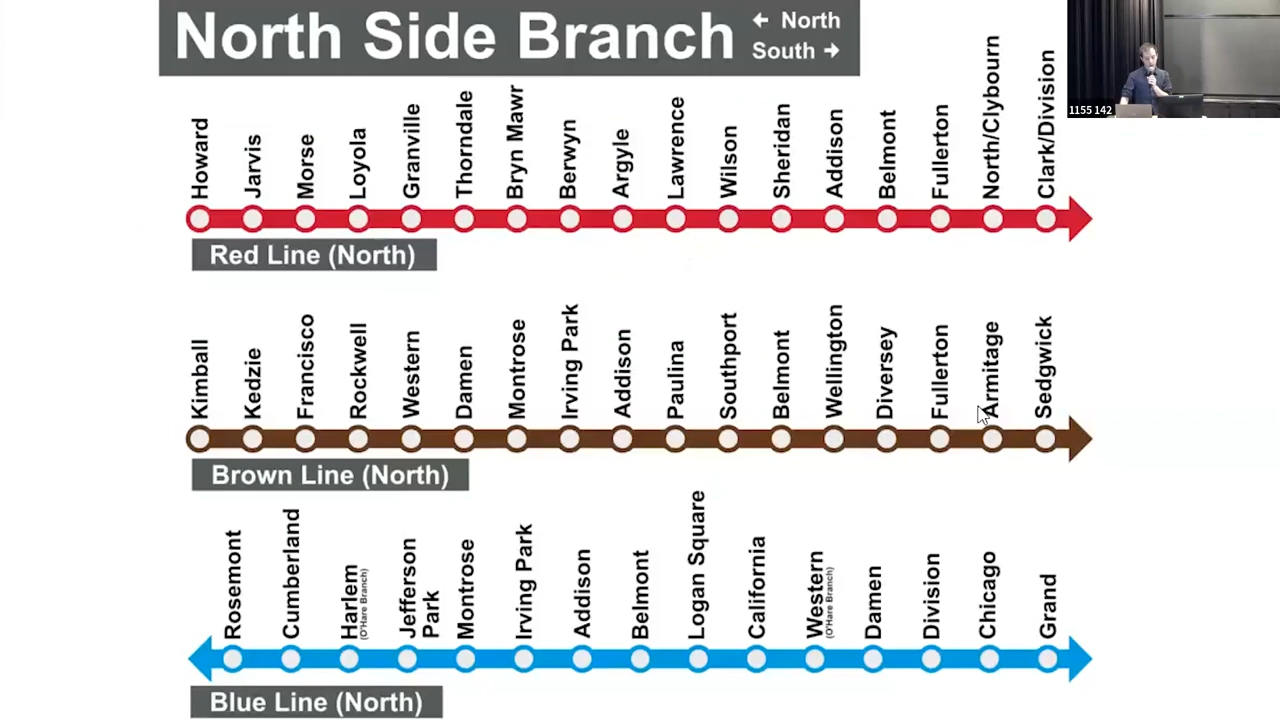 North Side Branch
← North
South →
1155 142
Howard
Jarvis
Morse
Loyola
Granville
Thorndale
Bryn Mawr
Berwyn
Argyle
Lawrence
Wilson
Sheridan
Addison
Belmont
Fullerton
North/Clybourn
Clark/Division
Red Line (North)
Kimball
Kedzie
Francisco
Rockwell
Western
Damen
Montrose
Irving Park
Addison
Paulina
Southport
Belmont
Wellington
Diversey
Fullerton
Armitage
Sedgwick
Brown Line (North)
Rosemont
Cumberland
Harlem
(O'Hare Branch)
Jefferson
Park
Montrose
Irving Park
Addison
Belmont
Logan Square
California
Western
(O'Hare Branch)
Damen
Division
Chicago
Grand
Blue Line (North)